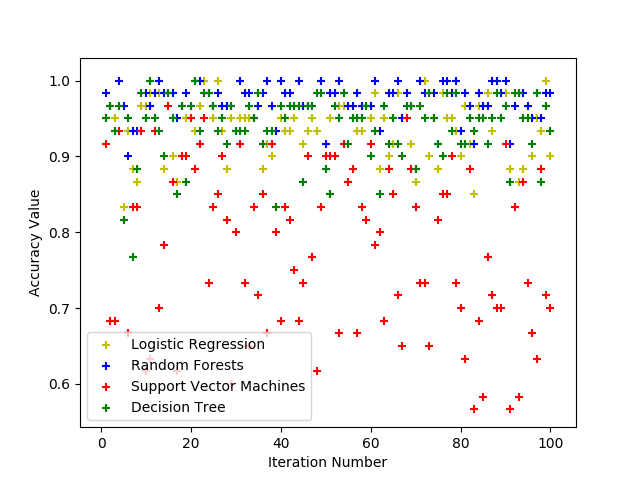 1.0
0.9
0.8
0.7
0.6
Accuracy Value
Logistic Regression
Random Forests
Support Vector Machines
Decision Tree
0 20 40 60 80 100
Iteration Number